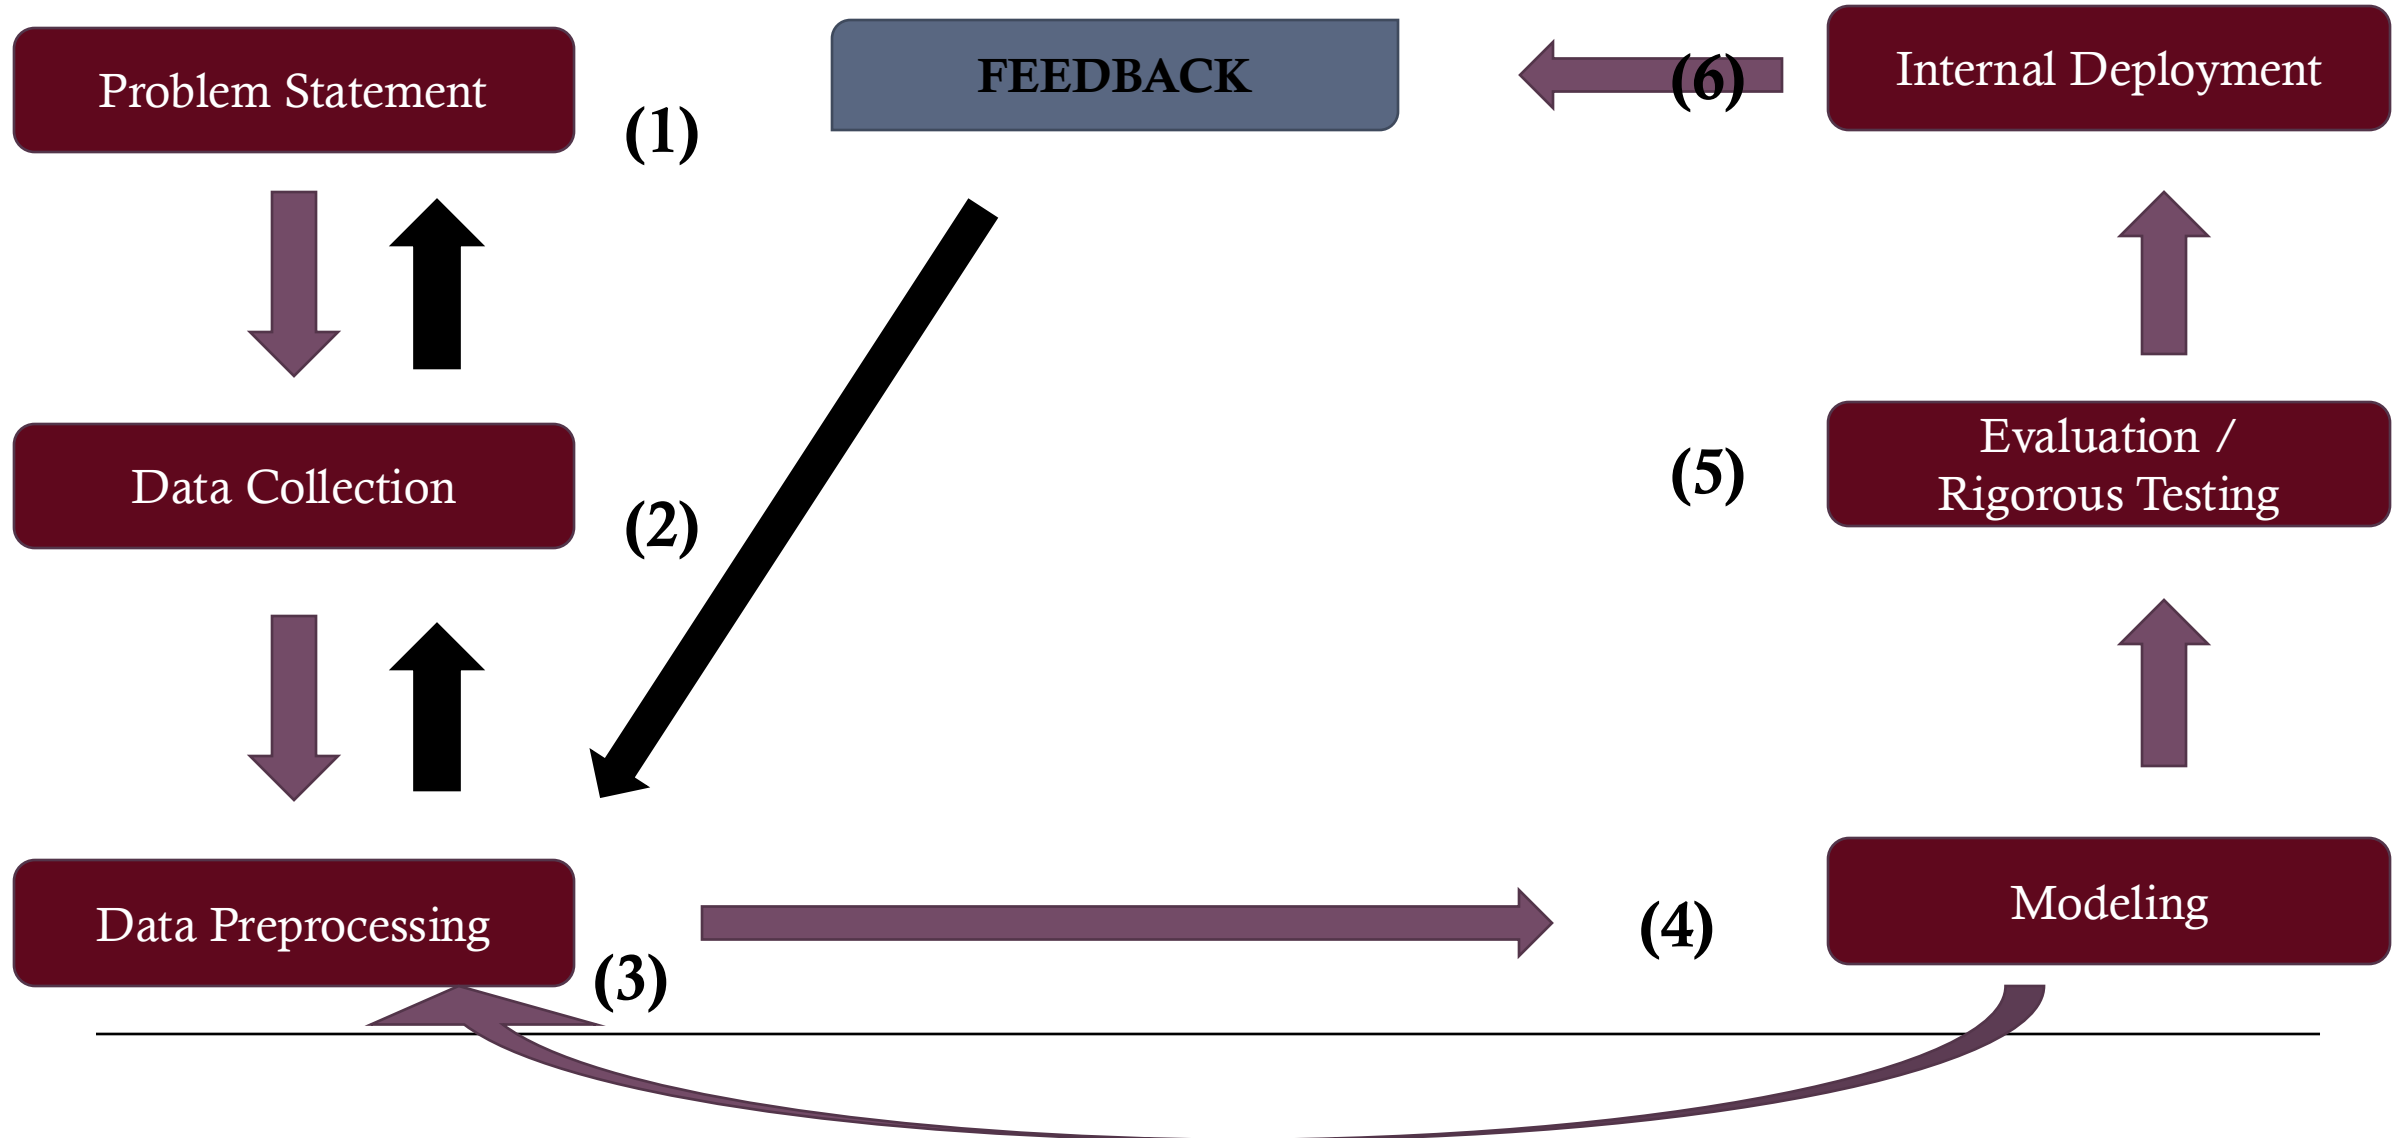 Problem Statement
(1)
FEEDBACK
(6)
Internal Deployment
Data Collection
(2)
(5)
Evaluation /
Rigorous Testing
Data Preprocessing
(3)
(4)
Modeling